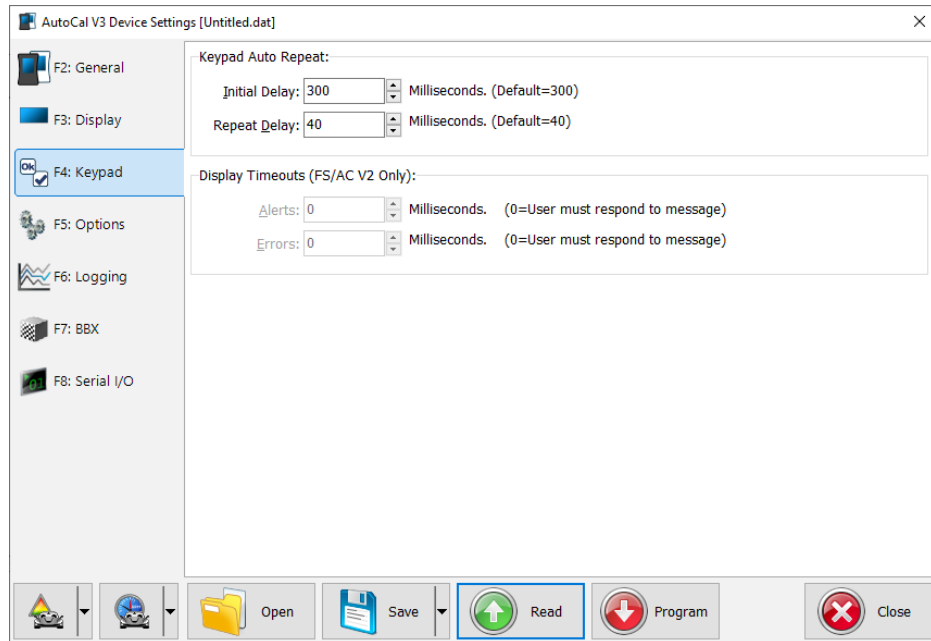 AutoCal V3 Device Settings [Untitled.dat]
F2: General
F3: Display
F4: Keypad
F5: Options
F6: Logging
F7: BBX
F8: Serial I/O
Keypad Auto Repeat:
Initial Delay: 300 Milliseconds. (Default=300)
Repeat Delay: 40 Milliseconds. (Default=40)
Display Timeouts (FS/AC V2 Only):
Alerts: 0 Milliseconds. (0=User must respond to message)
Errors: 0 Milliseconds. (0=User must respond to message)
Open Save Read Program Close